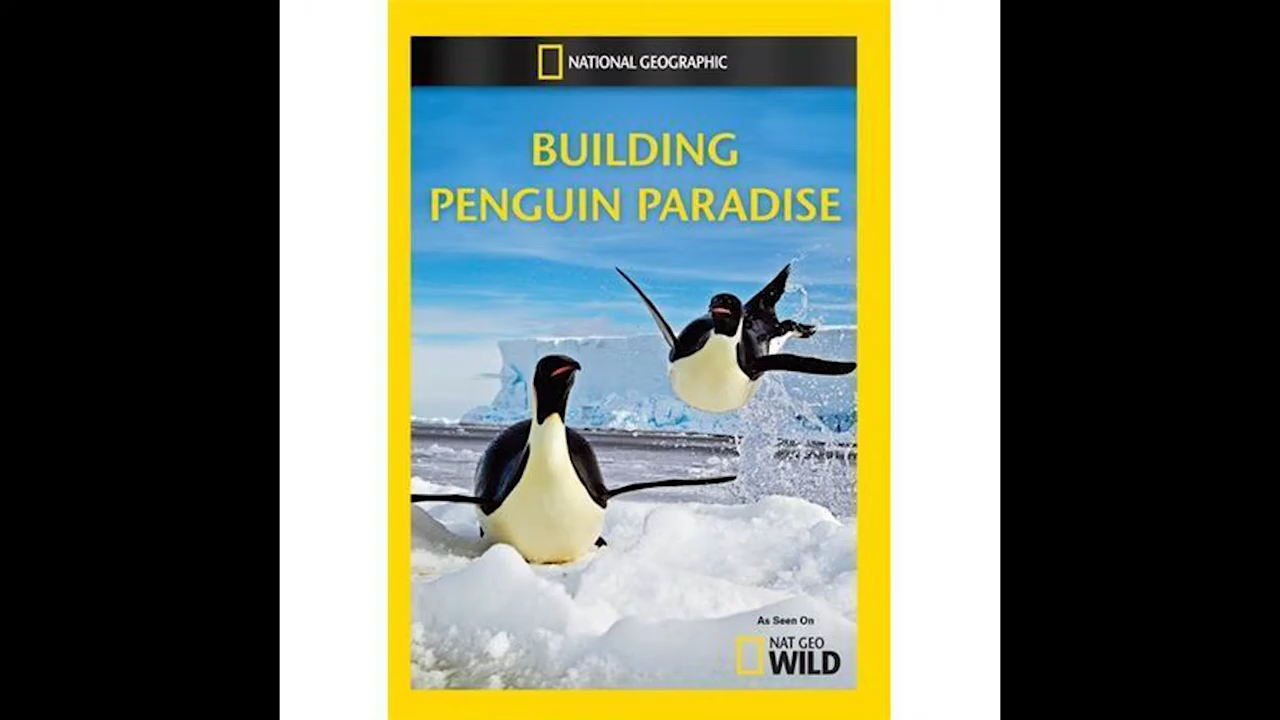 NATIONAL GEOGRAPHIC
BUILDING
PENGUIN PARADISE
As Seen On
NAT GEO
WILD